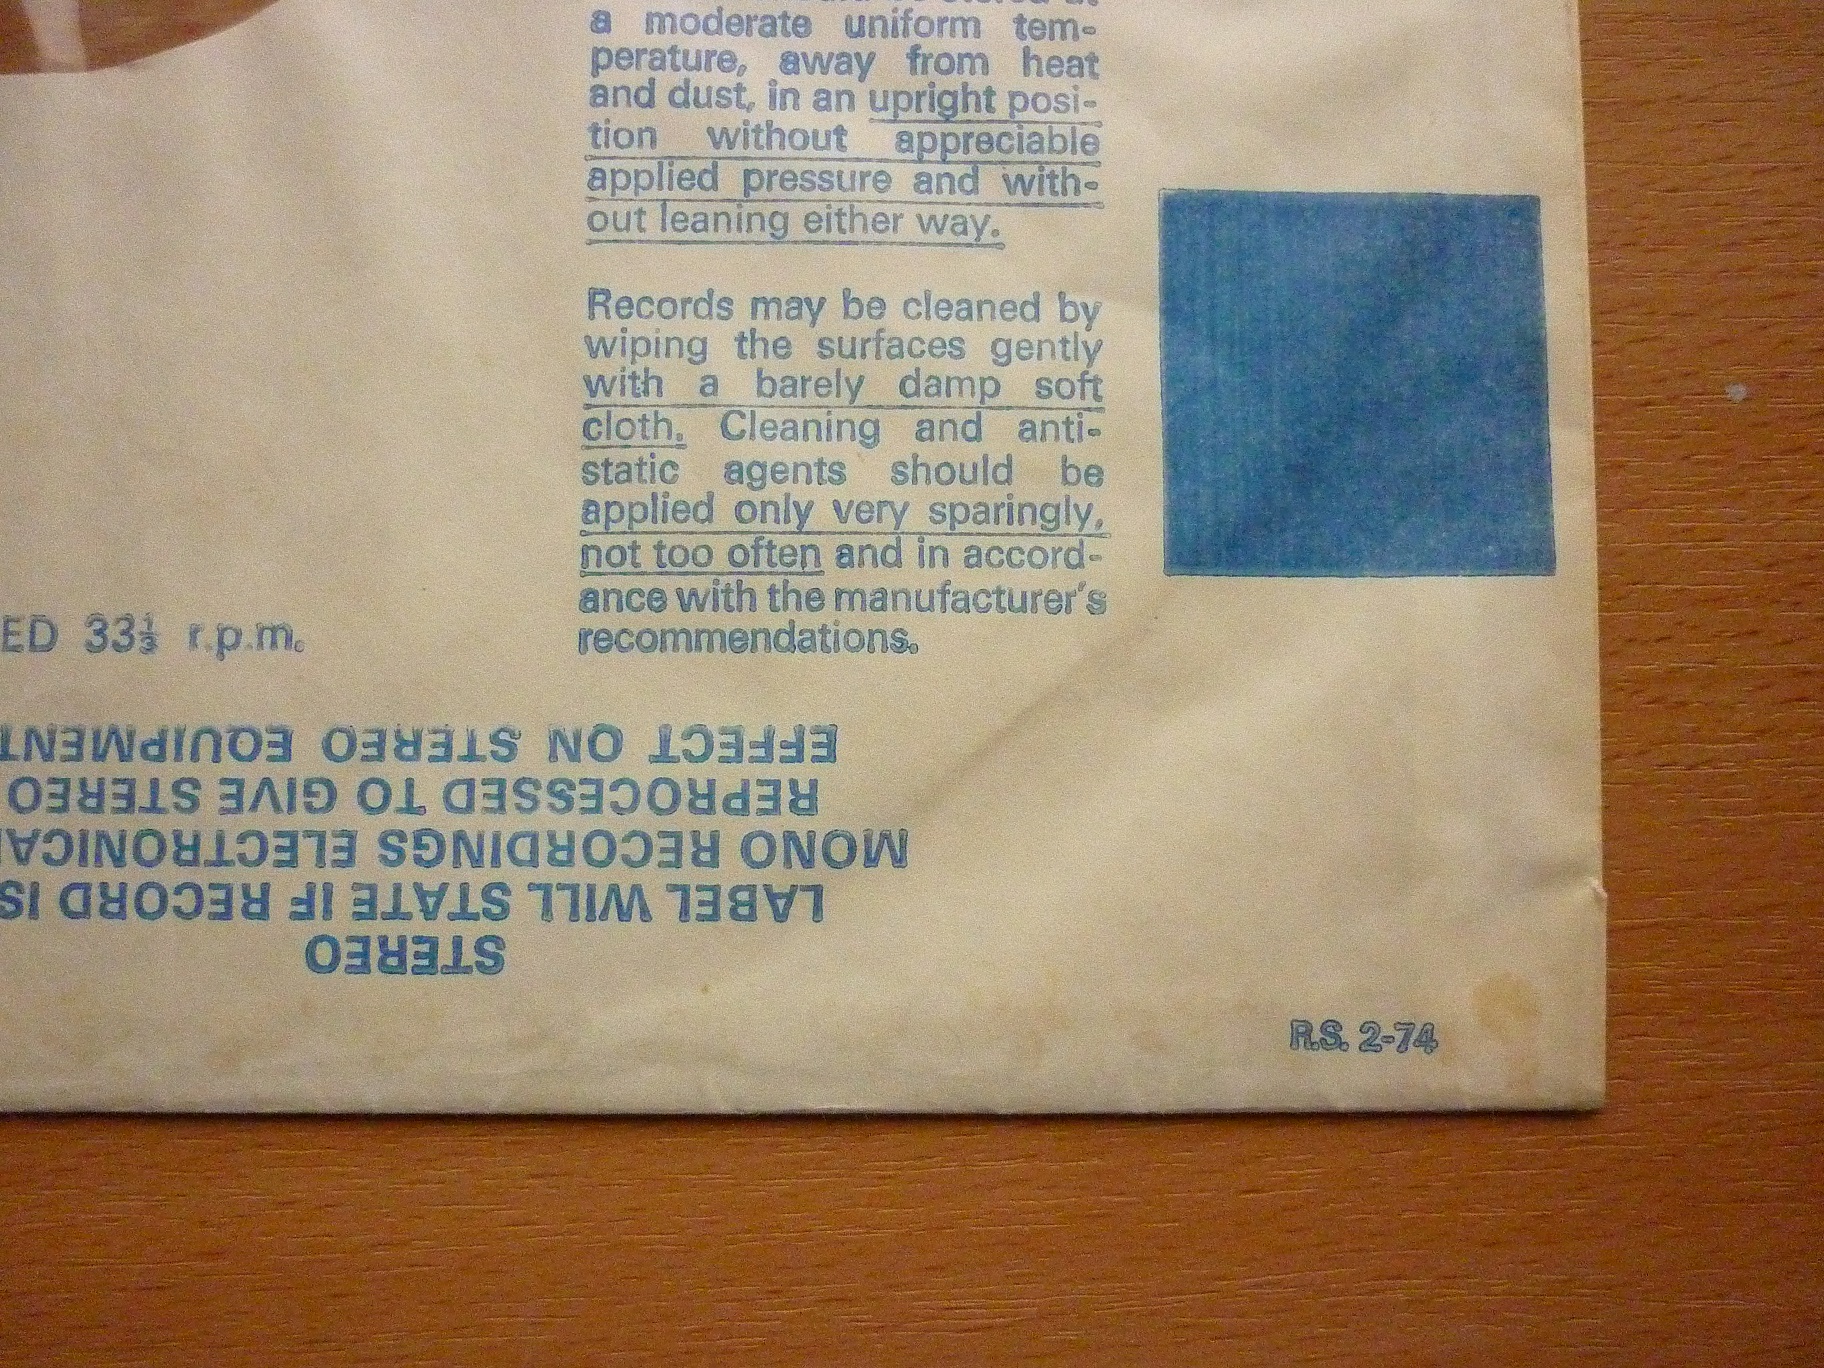 a moderate uniform tem-
perature, away from heat
and dust, in an upright posi-
tion without appreciable
applied pressure and with-
out leaning either way.
Records may be cleaned by
wiping the surfaces gently
with a barely damp soft
cloth. Cleaning and anti-
static agents should be
applied only very sparingly,
not too often and in accord-
ance with the manufacturer's
recommendations.
ED 33⅓ r.p.m.
STEREO
LABEL WILL STATE IF RECORD IS
MONO RECORDINGS ELECTRONICA
REPROCESSED TO GIVE STEREO
EFFECT ON STEREO EQUIPMENT
R.S. 2-74